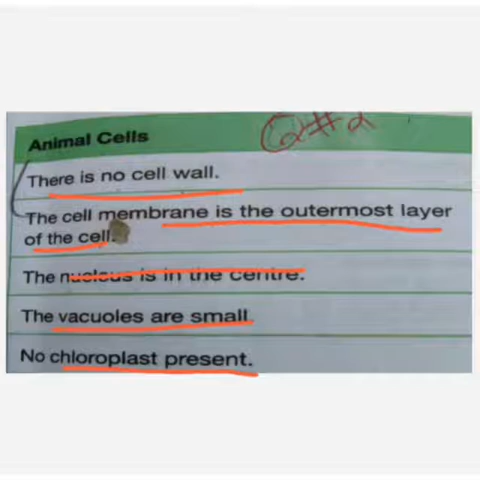 Animal Cells
Q#2
There is no cell wall.
The cell membrane is the outermost layer
of the cell.
The nucleus is in the centre.
The vacuoles are small
No chloroplast present.